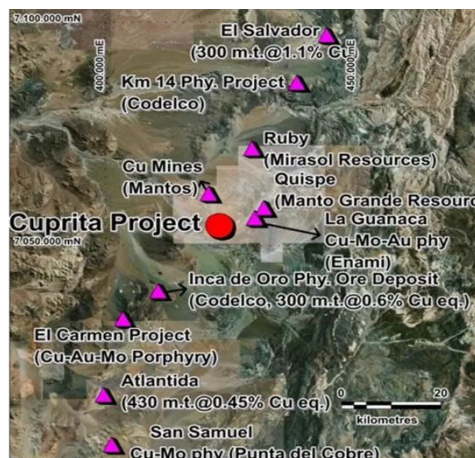 7.100.000 mN
El Salvador
(300 m.t.@1.1% Cu
400.000 mE
450.000 mE
Km 14 Phy. Project
(Codelco)
Ruby
(Mirasol Resources)
Cu Mines
(Mantos)
Quispe
(Manto Grande Resourc
Cuprita Project
La Guanaca
Cu-Mo-Au phy
(Enami)
7.050.000 mN
Inca de Oro Phy. Ore Deposit
(Codelco, 300 m.t.@0.6% Cu eq.)
El Carmen Project
(Cu-Au-Mo Porphyry)
Atlantida
(430 m.t.@0.45% Cu eq.)
0 20
kilometres
San Samuel
Cu-Mo phy (Punta del Cobre)